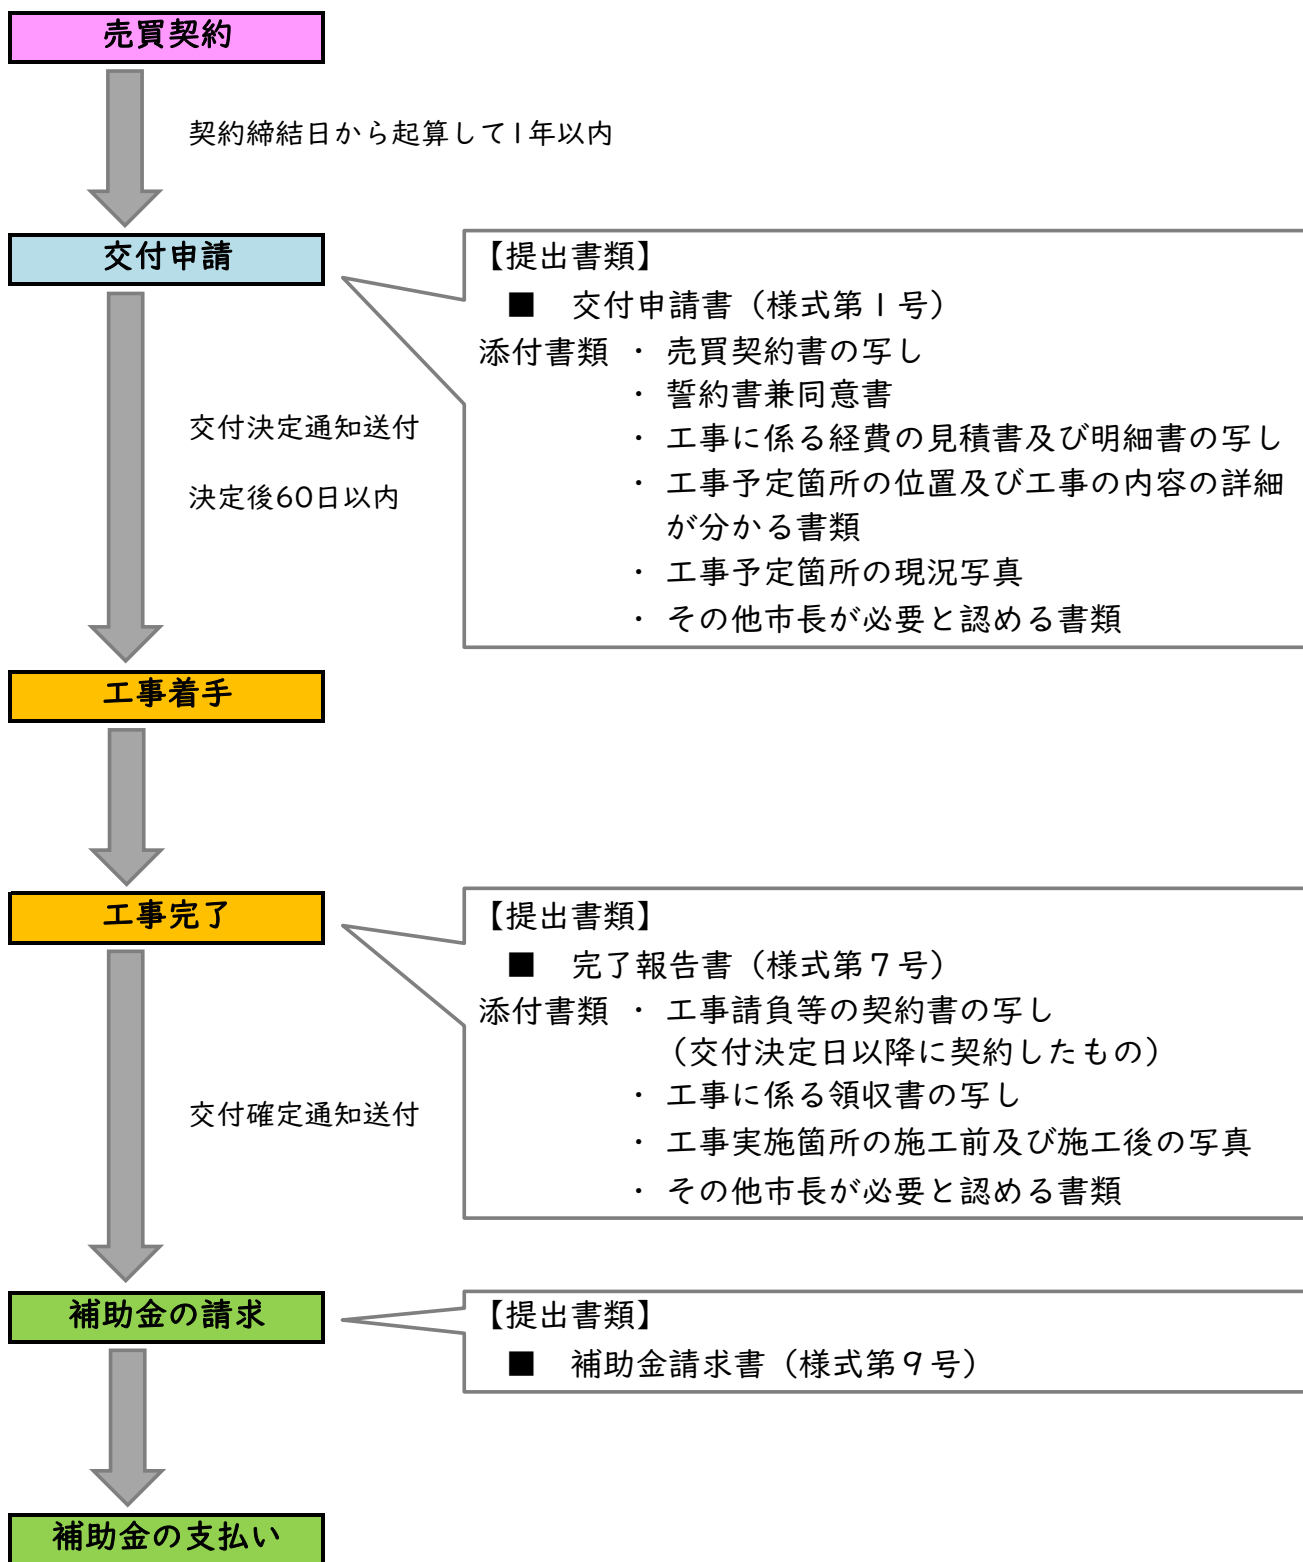 売買契約
契約締結日から起算して1年以内
交付申請
【提出書類】
■ 交付申請書（様式第1号）
添付書類 ・ 売買契約書の写し
・ 誓約書兼同意書
・ 工事に係る経費の見積書及び明細書の写し
・ 工事予定箇所の位置及び工事の内容の詳細
が分かる書類
・ 工事予定箇所の現況写真
・ その他市長が必要と認める書類
交付決定通知送付
決定後60日以内
工事着手
工事完了
【提出書類】
■ 完了報告書（様式第7号）
添付書類 ・ 工事請負等の契約書の写し
（交付決定日以降に契約したもの）
・ 工事に係る領収書の写し
・ 工事実施箇所の施工前及び施工後の写真
・ その他市長が必要と認める書類
交付確定通知送付
補助金の請求
【提出書類】
■ 補助金請求書（様式第9号）
補助金の支払い